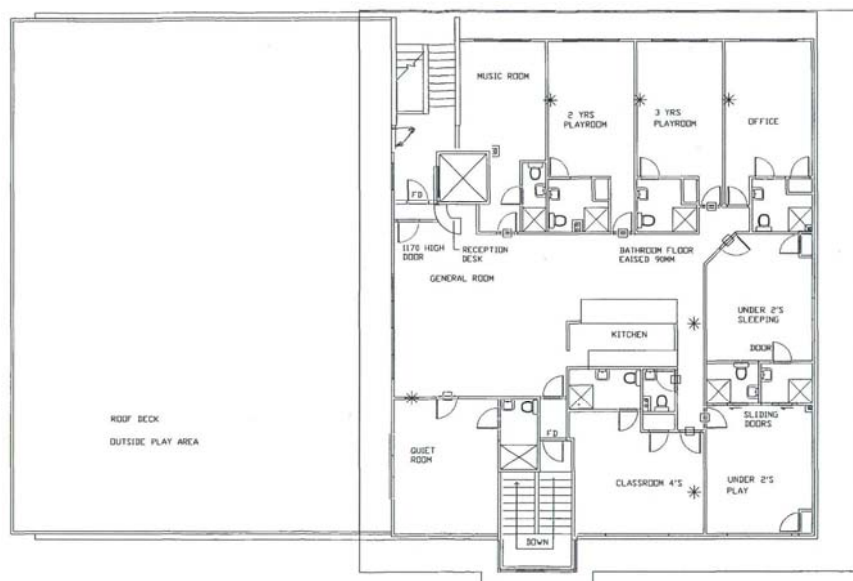 MUSIC ROOM
2 YRS
PLAYROOM
3 YRS
PLAYROOM
OFFICE
FD
1170 HIGH
DOOR
RECEPTION
DESK
BATHROOM FLOOR
EAISED 90MM
GENERAL ROOM
UNDER 2'S
SLEEPING
KITCHEN
DOOR
ROOF DECK
OUTSIDE PLAY AREA
SLIDING
DOORS
FD
QUIET
ROOM
CLASSROOM 4'S
UNDER 2'S
PLAY
DOWN